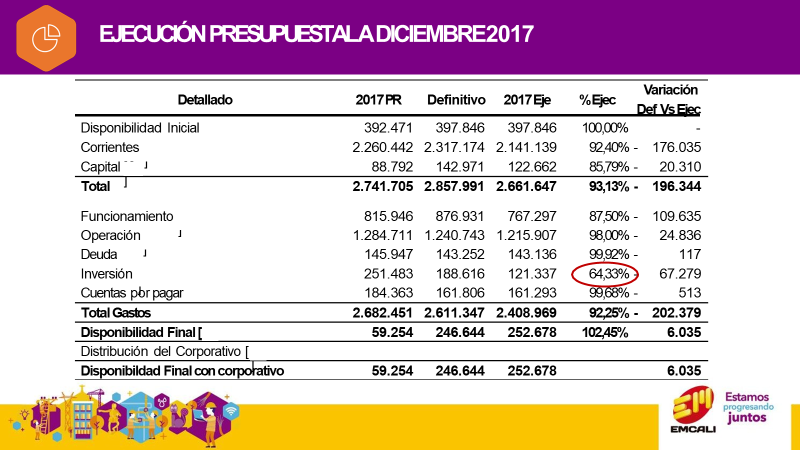 EJECUCIÓN PRESUPUESTAL A DICIEMBRE 2017
Detallado 2017 PR Definitivo 2017 Eje % Ejec Variación Def Vs Ejec
Disponibilidad Inicial 392.471 397.846 397.846 100,00% -
Corrientes 2.260.442 2.317.174 2.141.139 92,40% - 176.035
Capital 88.792 142.971 122.662 85,79% - 20.310
Total 2.741.705 2.857.991 2.661.647 93,13% - 196.344
Funcionamiento 815.946 876.931 767.297 87,50% - 109.635
Operación 1.284.711 1.240.743 1.215.907 98,00% - 24.836
Deuda 145.947 143.252 143.136 99,92% - 117
Inversión 251.483 188.616 121.337 64,33% - 67.279
Cuentas por pagar 184.363 161.806 161.293 99,68% - 513
Total Gastos 2.682.451 2.611.347 2.408.969 92,25% - 202.379
Disponibilidad Final [ 59.254 246.644 252.678 102,45% 6.035
Distribución del Corporativo [
Disponibildad Final con corporativo 59.254 246.644 252.678 6.035
EMCALI
Estamos
progresando
juntos